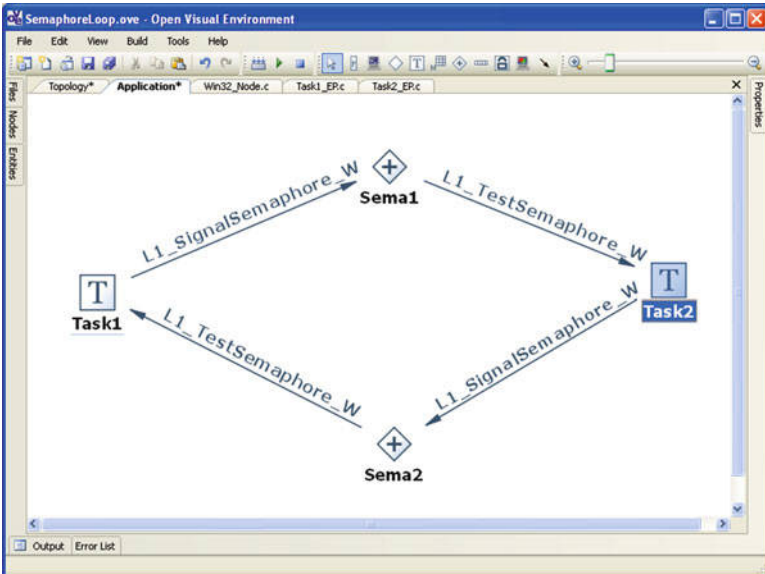 SemaphoreLoop.ove - Open Visual Environment
File Edit View Build Tools Help
Topology* Application* Win32_Node.c Task1_EP.c Task2_EP.c
Files
Nodes
Entities
Properties
L1_SignalSemaphore_W
Sema1
L1_TestSemaphore_W
T
Task1
T
Task2
L1_TestSemaphore_W
L1_SignalSemaphore_W
Sema2
Output Error List